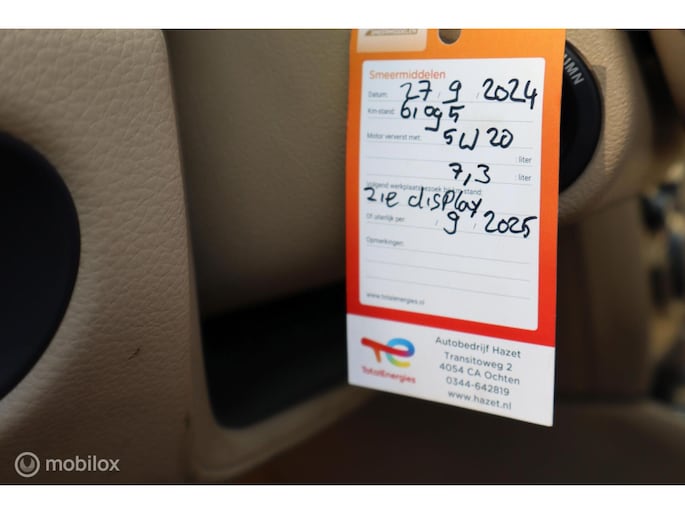 SMEERMIDDELEN
Smeermiddelen
Datum: 27 / 9 / 2024
Km-stand: 61095
Motor ververst met: 5W20
: liter
7,3 : liter
Volgend werkplaatsbezoek bij km-stand:
zie display
Of uiterlijk per 9 / 2025
Opmerkingen:
www.totalenergies.nl
TotalEnergies
Autobedrijf Hazet
Transitoweg 2
4054 CA Ochten
0344-642819
www.hazet.nl
UMN
mobilox